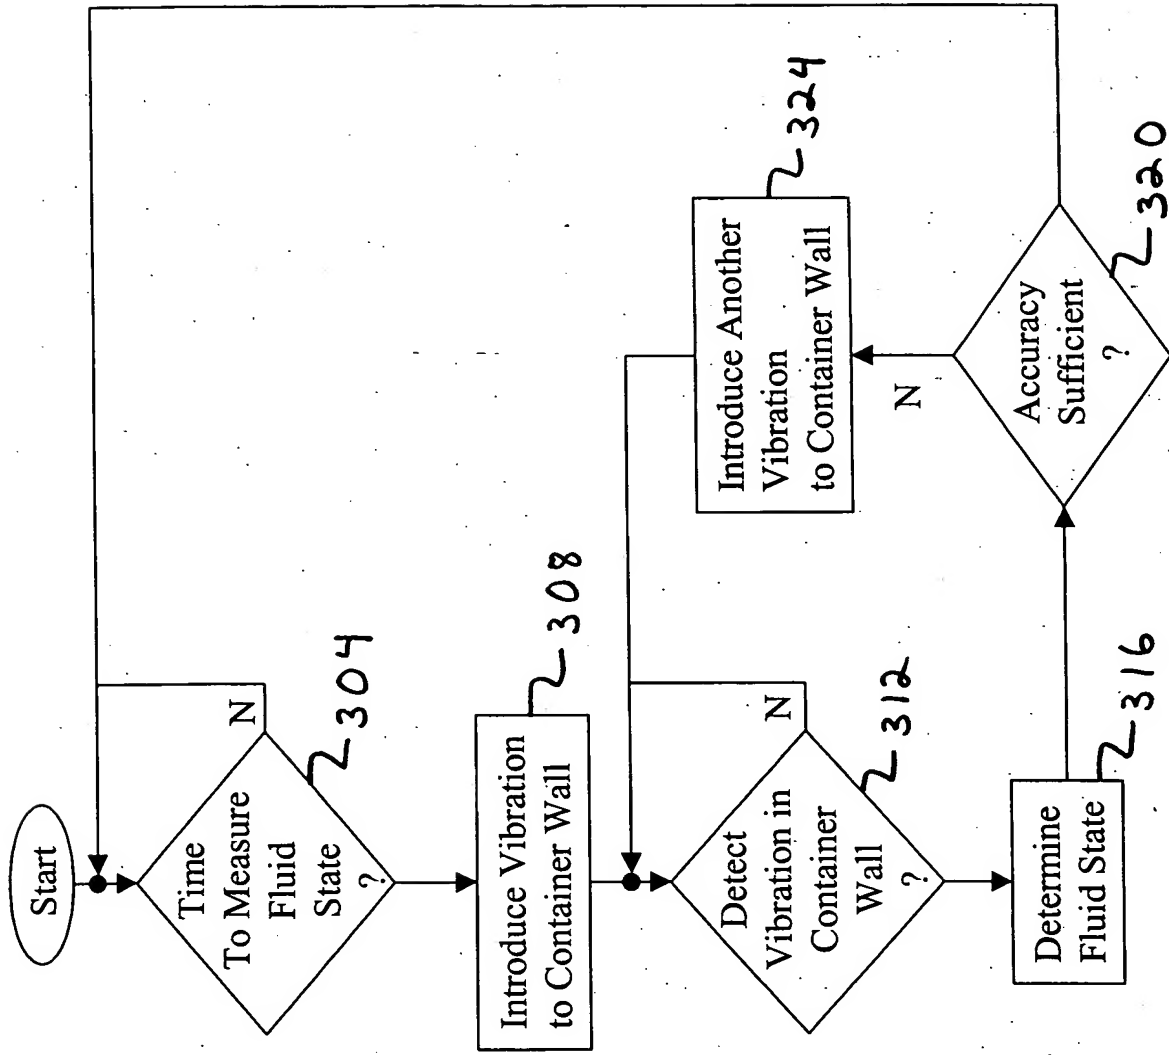 Start
Time
To Measure
Fluid
State
?
N
304
Introduce Vibration
to Container Wall
308
Detect
Vibration in
Container
Wall
?
N
312
Determine
Fluid State
316
Accuracy
Sufficient
?
N
320
Introduce Another
Vibration
to Container Wall
324